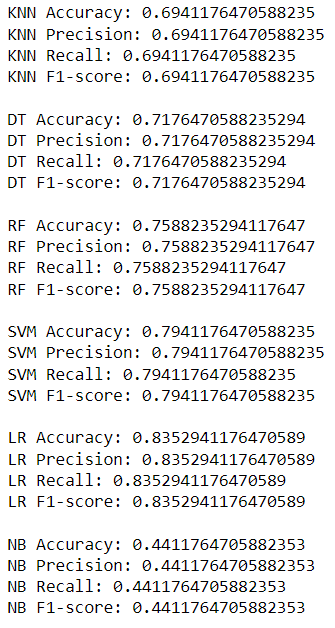 KNN Accuracy: 0.6941176470588235
KNN Precision: 0.6941176470588235
KNN Recall: 0.6941176470588235
KNN F1-score: 0.6941176470588235
DT Accuracy: 0.7176470588235294
DT Precision: 0.7176470588235294
DT Recall: 0.7176470588235294
DT F1-score: 0.7176470588235294
RF Accuracy: 0.7588235294117647
RF Precision: 0.7588235294117647
RF Recall: 0.7588235294117647
RF F1-score: 0.7588235294117647
SVM Accuracy: 0.7941176470588235
SVM Precision: 0.7941176470588235
SVM Recall: 0.7941176470588235
SVM F1-score: 0.7941176470588235
LR Accuracy: 0.8352941176470589
LR Precision: 0.8352941176470589
LR Recall: 0.8352941176470589
LR F1-score: 0.8352941176470589
NB Accuracy: 0.4411764705882353
NB Precision: 0.4411764705882353
NB Recall: 0.4411764705882353
NB F1-score: 0.4411764705882353